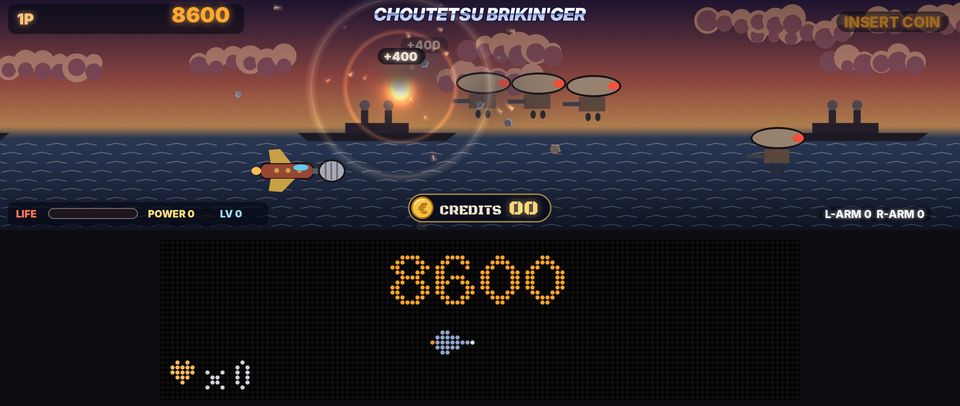 1P
8600
CHOUTETSU BRIKIN'GER
INSERT COIN
+400
+400
LIFE
POWER 0
LV 0
CREDITS 00
L-ARM 0 R-ARM 0
8600
x 0